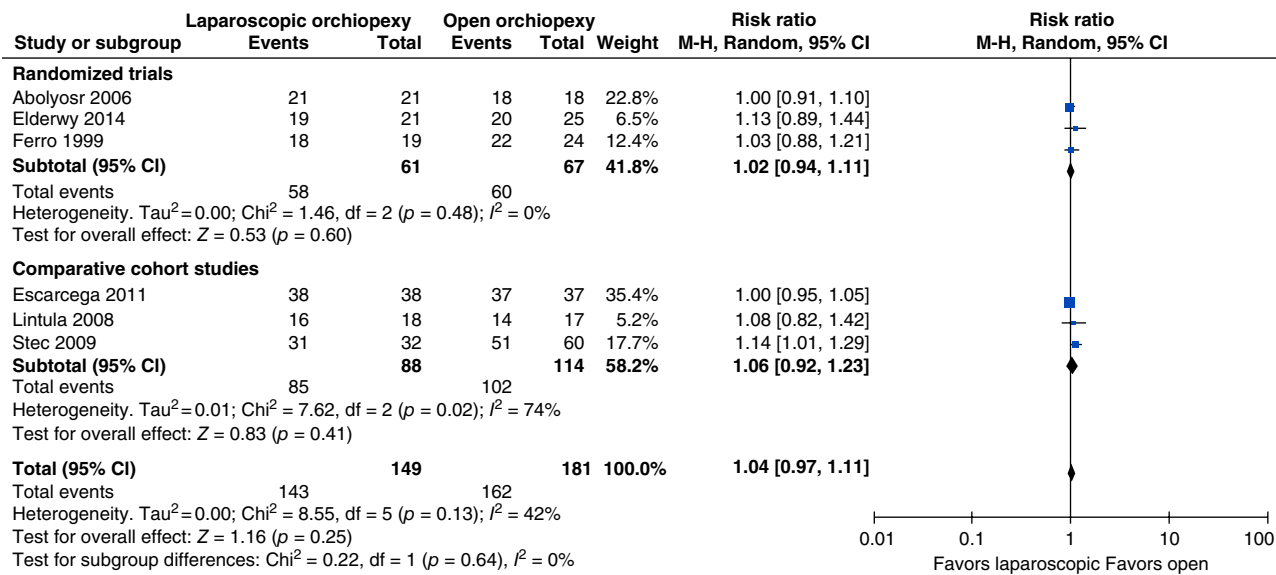 Laparoscopic orchiopexy Open orchiopexy Risk ratio Risk ratio
Study or subgroup Events Total Events Total Weight M-H, Random, 95% CI M-H, Random, 95% CI
Randomized trials
Abolyosr 2006 21 21 18 18 22.8% 1.00 [0.91, 1.10]
Elderwy 2014 19 21 20 25 6.5% 1.13 [0.89, 1.44]
Ferro 1999 18 19 22 24 12.4% 1.03 [0.88, 1.21]
Subtotal (95% CI) 61 67 41.8% 1.02 [0.94, 1.11]
Total events 58 60
Heterogeneity. Tau² = 0.00; Chi² = 1.46, df = 2 (p = 0.48); I² = 0%
Test for overall effect: Z = 0.53 (p = 0.60)
Comparative cohort studies
Escarcega 2011 38 38 37 37 35.4% 1.00 [0.95, 1.05]
Lintula 2008 16 18 14 17 5.2% 1.08 [0.82, 1.42]
Stec 2009 31 32 51 60 17.7% 1.14 [1.01, 1.29]
Subtotal (95% CI) 88 114 58.2% 1.06 [0.92, 1.23]
Total events 85 102
Heterogeneity. Tau² = 0.01; Chi² = 7.62, df = 2 (p = 0.02); I² = 74%
Test for overall effect: Z = 0.83 (p = 0.41)
Total (95% CI) 149 181 100.0% 1.04 [0.97, 1.11]
Total events 143 162
Heterogeneity. Tau² = 0.00; Chi² = 8.55, df = 5 (p = 0.13); I² = 42%
Test for overall effect: Z = 1.16 (p = 0.25)
Test for subgroup differences: Chi² = 0.22, df = 1 (p = 0.64), I² = 0%
0.01 0.1 1 10 100
Favors laparoscopic Favors open